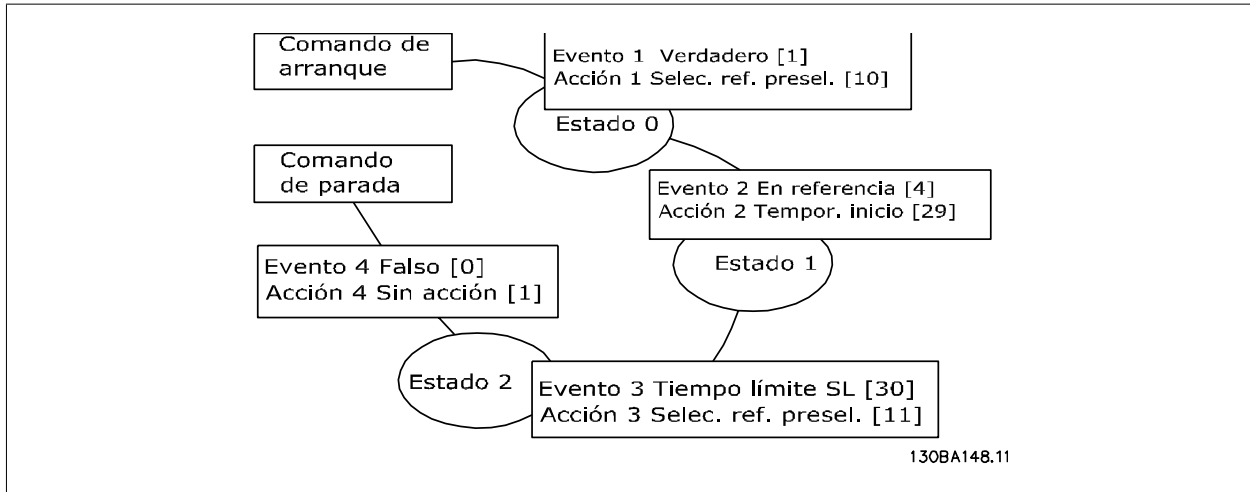 Comando de
arranque
Evento 1 Verdadero [1]
Acción 1 Selec. ref. presel. [10]
Estado 0
Comando
de parada
Evento 2 En referencia [4]
Acción 2 Tempor. inicio [29]
Estado 1
Evento 4 Falso [0]
Acción 4 Sin acción [1]
Estado 2
Evento 3 Tiempo límite SL [30]
Acción 3 Selec. ref. presel. [11]
130BA148.11